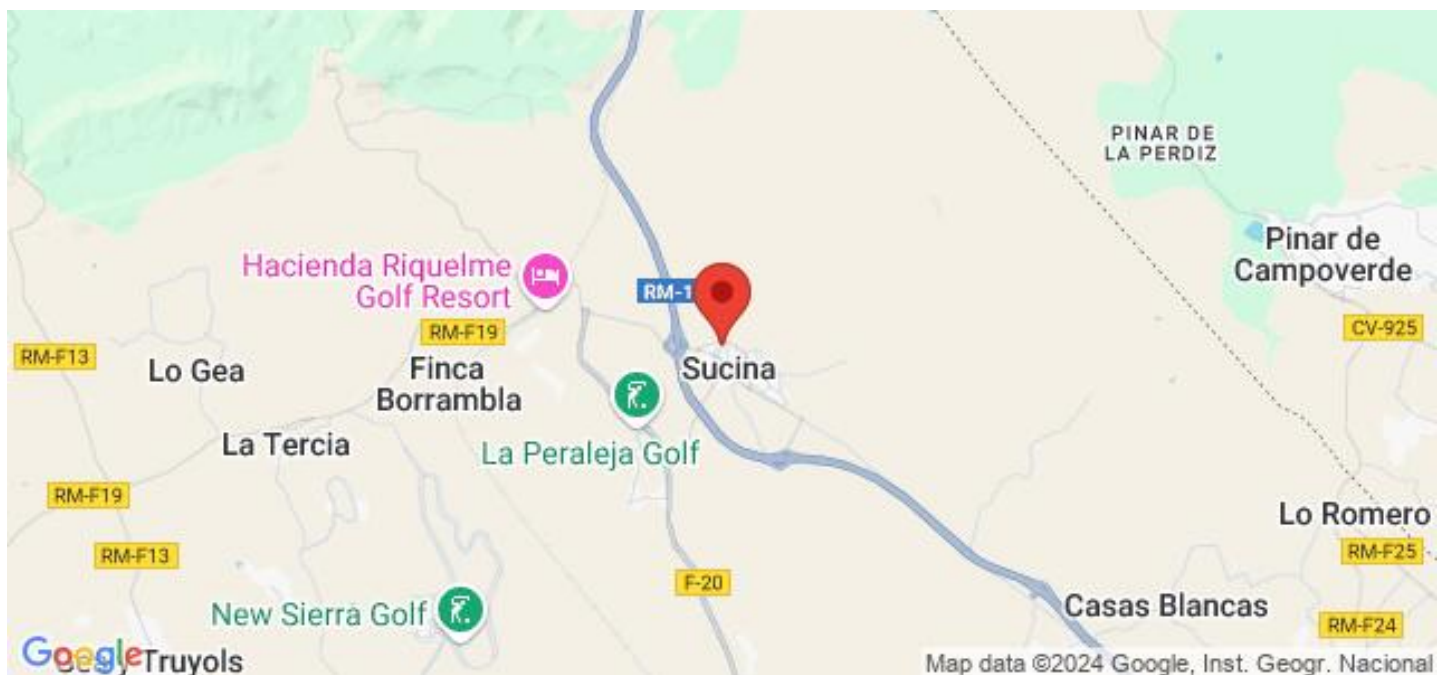 PINAR DE
LA PERDIZ
Pinar de
Campoverde
Hacienda Riquelme
Golf Resort
RM-1
RM-F19
CV-925
RM-F13
Lo Gea
Finca
Borrambla
Sucina
La Tercia
La Peraleja Golf
RM-F19
Lo Romero
RM-F13
RM-F25
F-20
New Sierra Golf
Casas Blancas
RM-F24
Google
Truyols
Map data ©2024 Google, Inst. Geogr. Nacional